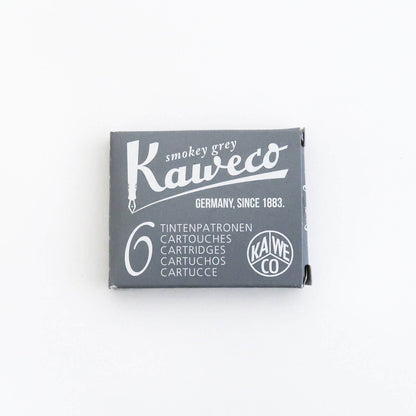 smokey grey
Kaweco
GERMANY, SINCE 1883.
6
TINTENPATRONEN
CARTOUCHES
CARTRIDGES
CARTUCHOS
CARTUCCE
KA WE
CO